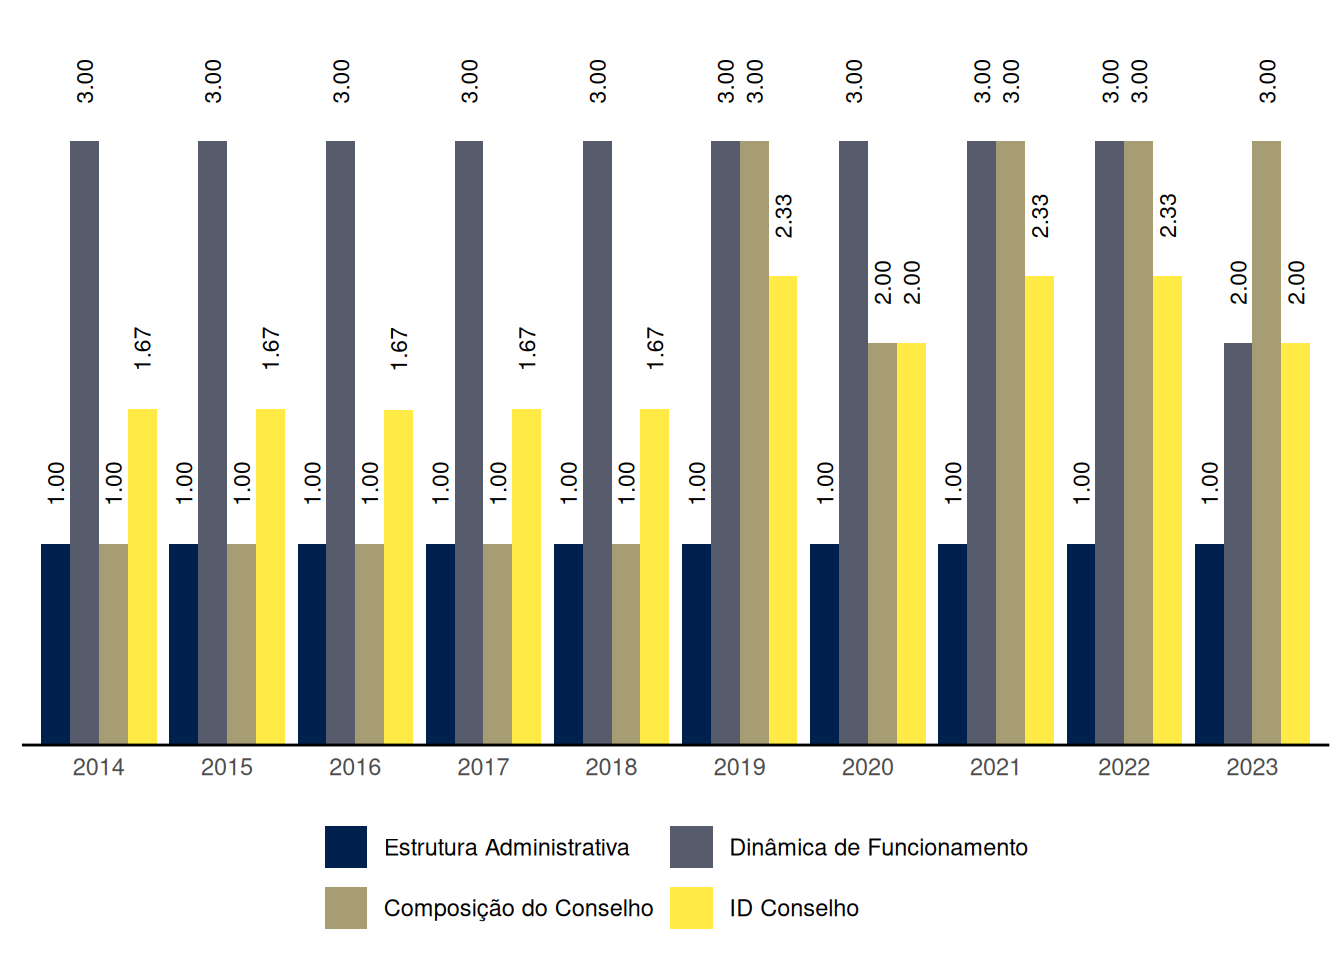 3.00 3.00 3.00 3.00 3.00 3.00 3.00 3.00 3.00 3.00 3.00 3.00 3.00
2.33 2.33 2.33
2.00 2.00 2.00 2.00
1.67 1.67 1.67 1.67 1.67
1.00 1.00 1.00 1.00 1.00 1.00 1.00 1.00 1.00 1.00 1.00 1.00 1.00 1.00 1.00
2014 2015 2016 2017 2018 2019 2020 2021 2022 2023
Estrutura Administrativa Dinâmica de Funcionamento
Composição do Conselho ID Conselho